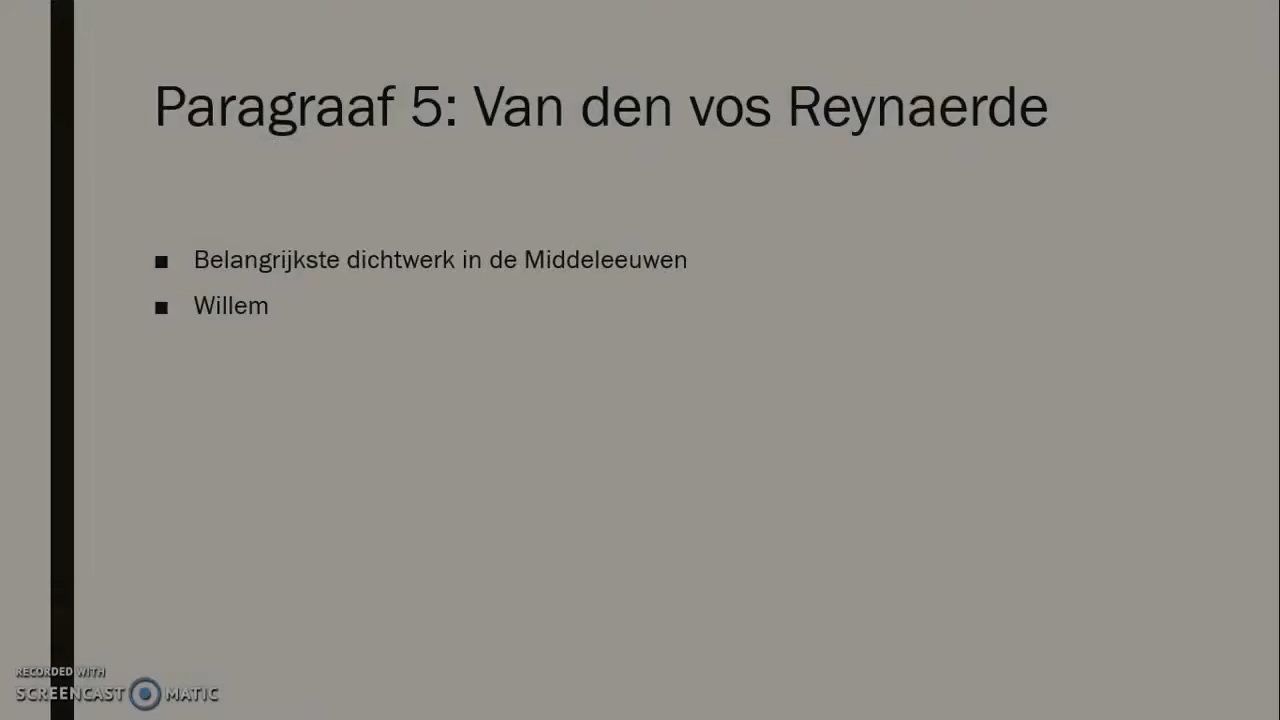 Paragraaf 5: Van den vos Reynaerde
■ Belangrijkste dichtwerk in de Middeleeuwen
■ Willem
RECORDED WITH
SCREENCAST MATIC